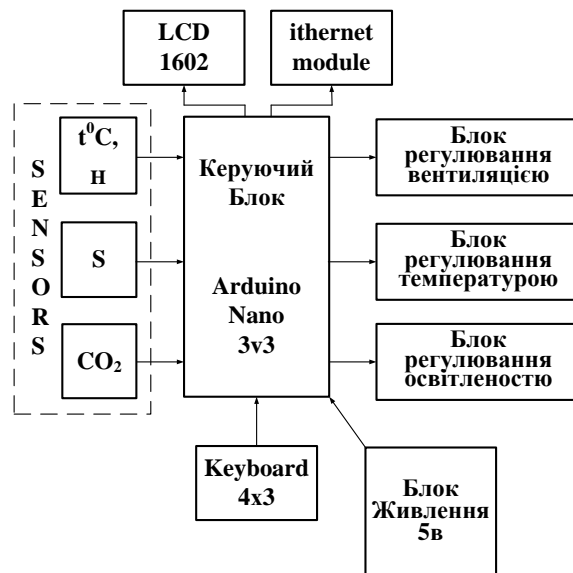 LCD
1602
ithernet
module
SENSORS
t⁰C,
H
S
CO₂
Керуючий
Блок
Arduino
Nano
3v3
Блок
регулювання
вентиляцією
Блок
регулювання
температурою
Блок
регулювання
освітленостю
Keyboard
4x3
Блок
Живлення
5в